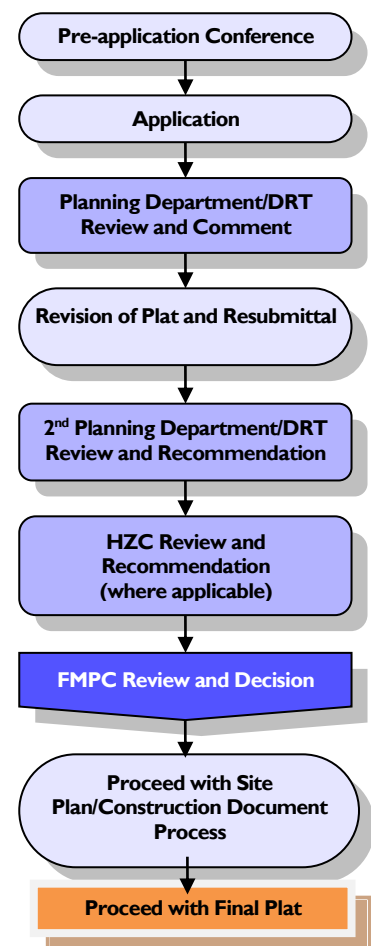 Pre-application Conference
Application
Planning Department/DRT
Review and Comment
Revision of Plat and Resubmittal
2nd Planning Department/DRT
Review and Recommendation
HZC Review and
Recommendation
(where applicable)
FMPC Review and Decision
Proceed with Site
Plan/Construction Document
Process
Proceed with Final Plat